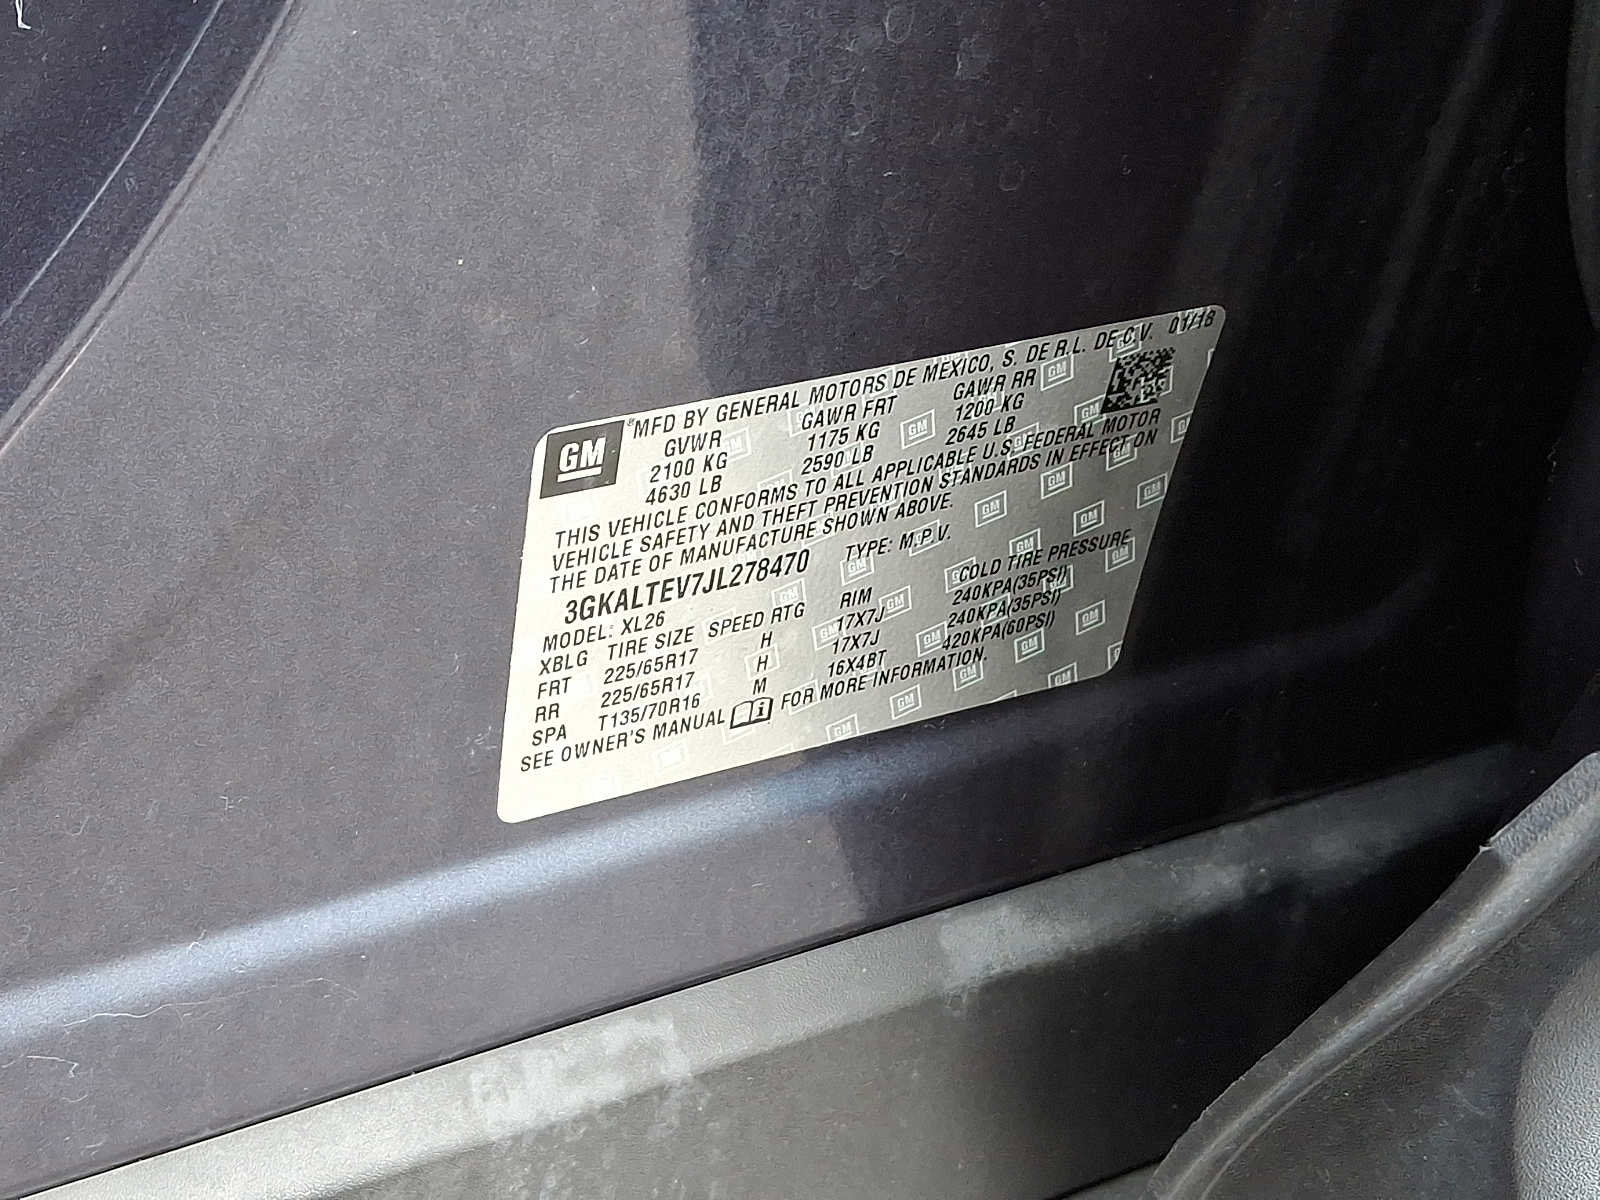 GM
MFD BY GENERAL MOTORS DE MEXICO, S. DE R.L. DE C.V. 01/18
GVWR GAWR FRT GAWR RR
2100 KG 1175 KG 1200 KG
4630 LB 2590 LB 2645 LB
THIS VEHICLE CONFORMS TO ALL APPLICABLE U.S. FEDERAL MOTOR
VEHICLE SAFETY AND THEFT PREVENTION STANDARDS IN EFFECT ON
THE DATE OF MANUFACTURE SHOWN ABOVE.
3GKALTEV7JL278470 TYPE: M.P.V.
MODEL: XL26
XBLG TIRE SIZE SPEED RTG RIM COLD TIRE PRESSURE
FRT 225/65R17 H 17X7J 240KPA(35PSI)
RR 225/65R17 H 17X7J 240KPA(35PSI)
SPA T135/70R16 M 16X4BT 420KPA(60PSI)
SEE OWNER'S MANUAL FOR MORE INFORMATION.